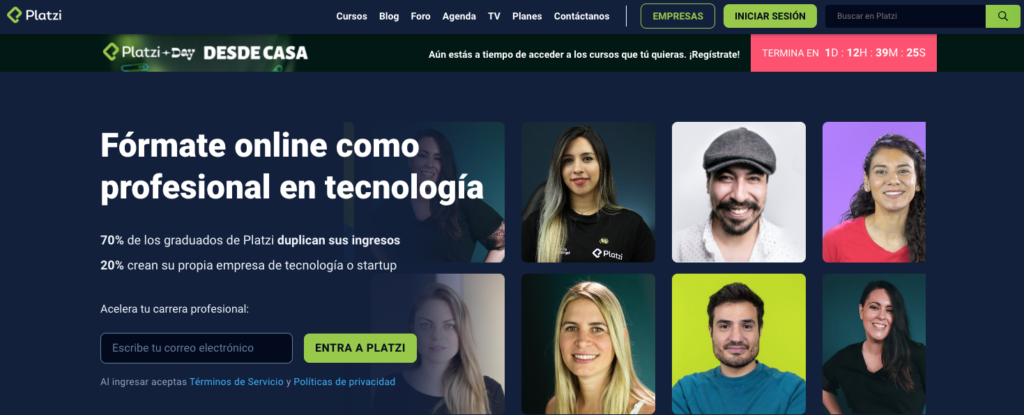 Platzi
Cursos Blog Foro Agenda TV Planes Contáctanos
EMPRESAS
INICIAR SESIÓN
Buscar en Platzi
Platzi + Day DESDE CASA
Aún estás a tiempo de acceder a los cursos que tú quieras. ¡Regístrate!
TERMINA EN 1D : 12H : 39M : 25S
Fórmate online como
profesional en tecnología
70% de los graduados de Platzi duplican sus ingresos
20% crean su propia empresa de tecnología o startup
Acelera tu carrera profesional:
Escribe tu correo electrónico
ENTRA A PLATZI
Al ingresar aceptas Términos de Servicio y Políticas de privacidad
Platzi